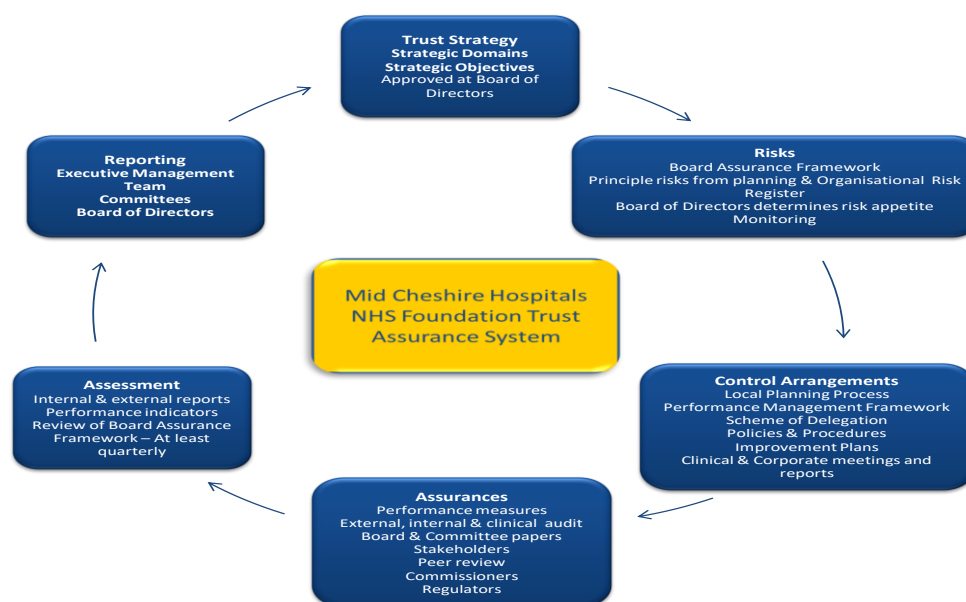 Trust Strategy
Strategic Domains
Strategic Objectives
Approved at Board of
Directors
Risks
Board Assurance Framework
Principle risks from planning & Organisational Risk
Register
Board of Directors determines risk appetite
Monitoring
Control Arrangements
Local Planning Process
Performance Management Framework
Scheme of Delegation
Policies & Procedures
Improvement Plans
Clinical & Corporate meetings and
reports
Assurances
Performance measures
External, internal & clinical audit
Board & Committee papers
Stakeholders
Peer review
Commissioners
Regulators
Assessment
Internal & external reports
Performance indicators
Review of Board Assurance
Framework – At least
quarterly
Reporting
Executive Management
Team
Committees
Board of Directors
Mid Cheshire Hospitals
NHS Foundation Trust
Assurance System